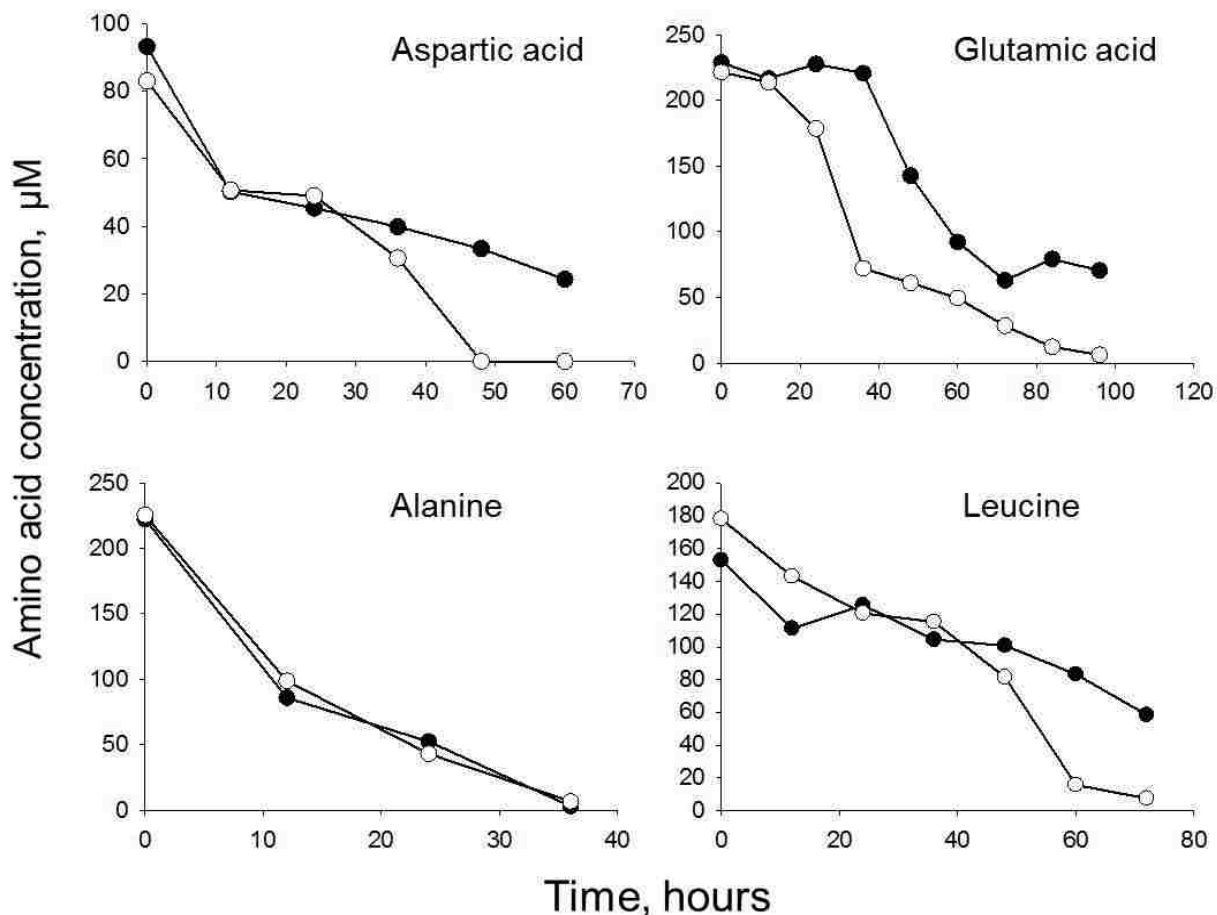 Amino acid concentration, µM
Aspartic acid
100
80
60
40
20
0
0 10 20 30 40 50 60 70
Glutamic acid
250
200
150
100
50
0
0 20 40 60 80 100 120
Alanine
250
200
150
100
50
0
0 10 20 30 40
Leucine
200
180
160
140
120
100
80
60
40
20
0
0 20 40 60 80
Time, hours